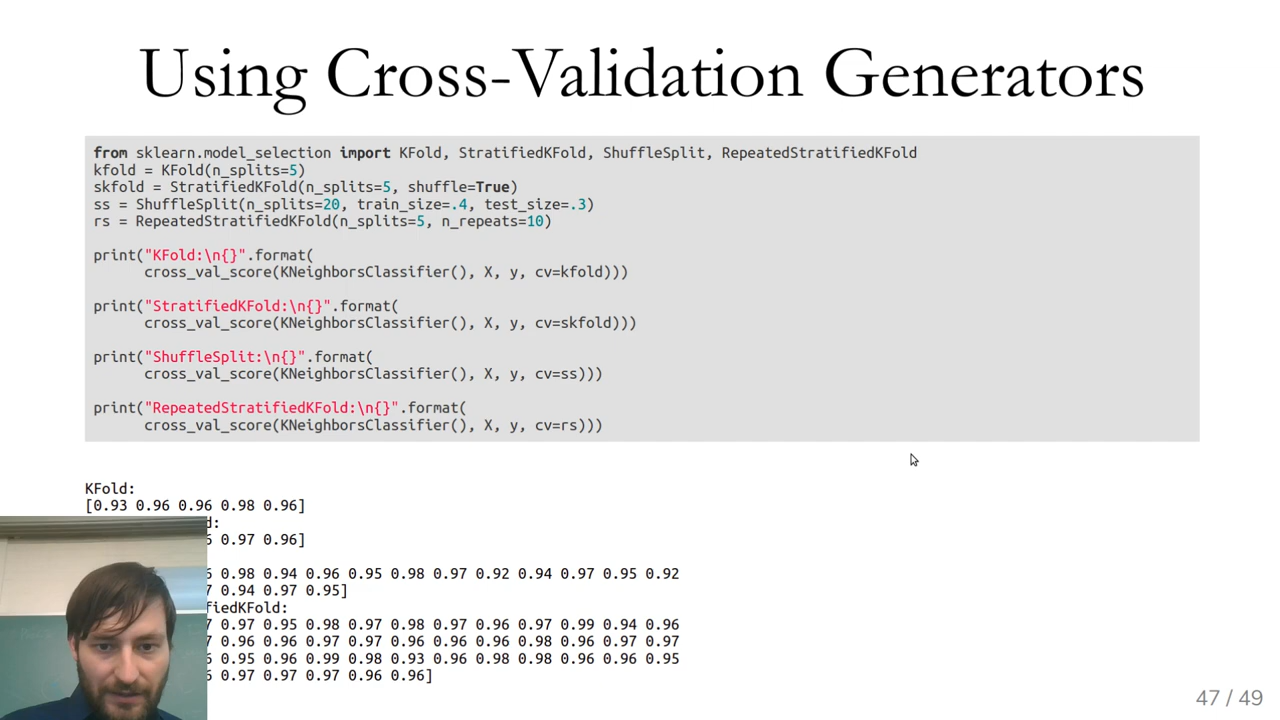 Using Cross-Validation Generators
from sklearn.model_selection import KFold, StratifiedKFold, ShuffleSplit, RepeatedStratifiedKFold
kfold = KFold(n_splits=5)
skfold = StratifiedKFold(n_splits=5, shuffle=True)
ss = ShuffleSplit(n_splits=20, train_size=.4, test_size=.3)
rs = RepeatedStratifiedKFold(n_splits=5, n_repeats=10)
print("KFold:\n{}".format(
cross_val_score(KNeighborsClassifier(), X, y, cv=kfold)))
print("StratifiedKFold:\n{}".format(
cross_val_score(KNeighborsClassifier(), X, y, cv=skfold)))
print("ShuffleSplit:\n{}".format(
cross_val_score(KNeighborsClassifier(), X, y, cv=ss)))
print("RepeatedStratifiedKFold:\n{}".format(
cross_val_score(KNeighborsClassifier(), X, y, cv=rs)))
KFold:
[0.93 0.96 0.96 0.98 0.96]
d:
6 0.97 0.96]
6 0.98 0.94 0.96 0.95 0.98 0.97 0.92 0.94 0.97 0.95 0.92
7 0.94 0.97 0.95]
ifiedKFold:
7 0.97 0.95 0.98 0.97 0.98 0.97 0.96 0.97 0.99 0.94 0.96
7 0.96 0.96 0.97 0.97 0.96 0.96 0.96 0.98 0.96 0.97 0.97
6 0.95 0.96 0.99 0.98 0.93 0.96 0.98 0.98 0.96 0.96 0.95
6 0.97 0.97 0.97 0.96 0.96]
47 / 49